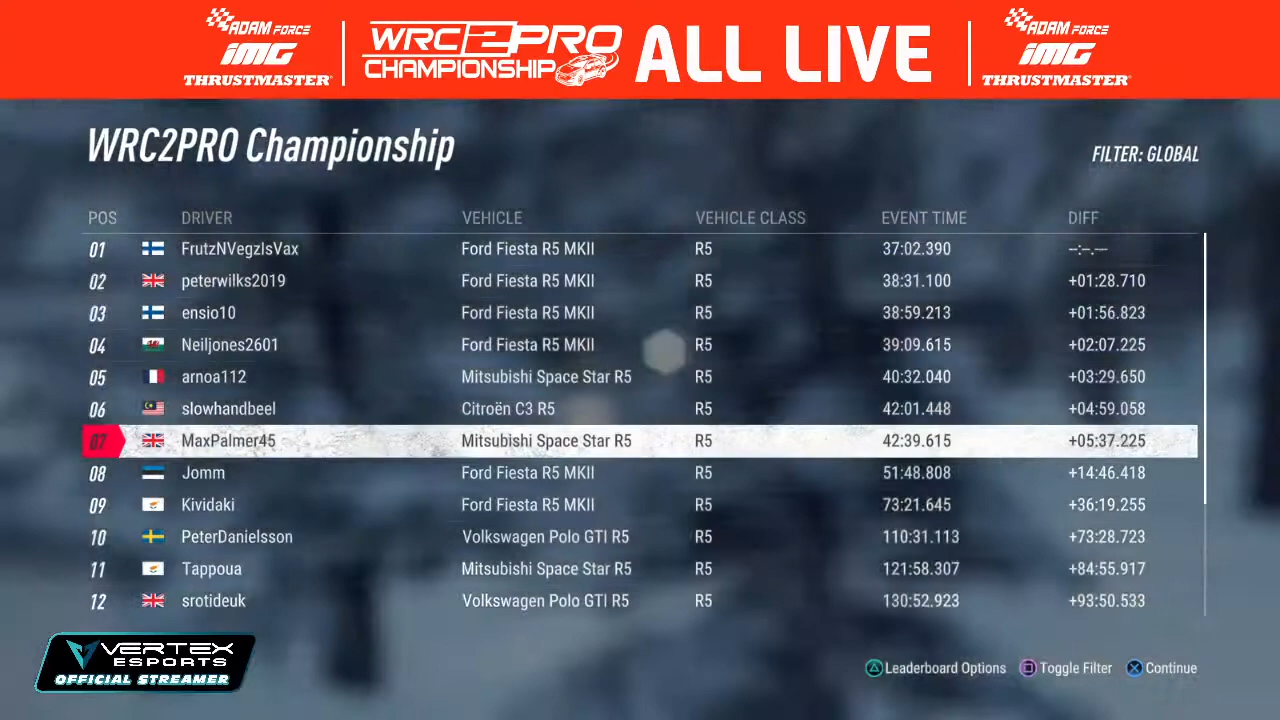 ADAM FORCE
IMG
THRUSTMASTER
WRC2PRO
CHAMPIONSHIP
ALL LIVE
ADAM FORCE
IMG
THRUSTMASTER
WRC2PRO Championship
FILTER: GLOBAL
POS DRIVER VEHICLE VEHICLE CLASS EVENT TIME DIFF
01 FrutzNVegzIsVax Ford Fiesta R5 MKII R5 37:02.390 --:--.---
02 peterwilks2019 Ford Fiesta R5 MKII R5 38:31.100 +01:28.710
03 ensio10 Ford Fiesta R5 MKII R5 38:59.213 +01:56.823
04 Neiljones2601 Ford Fiesta R5 MKII R5 39:09.615 +02:07.225
05 arnoa112 Mitsubishi Space Star R5 R5 40:32.040 +03:29.650
06 slowhandbeel Citroën C3 R5 R5 42:01.448 +04:59.058
07 MaxPalmer45 Mitsubishi Space Star R5 R5 42:39.615 +05:37.225
08 Jomm Ford Fiesta R5 MKII R5 51:48.808 +14:46.418
09 Kividaki Ford Fiesta R5 MKII R5 73:21.645 +36:19.255
10 PeterDanielsson Volkswagen Polo GTI R5 R5 110:31.113 +73:28.723
11 Tappoua Mitsubishi Space Star R5 R5 121:58.307 +84:55.917
12 srotideuk Volkswagen Polo GTI R5 R5 130:52.923 +93:50.533
VERTEX
ESPORTS
OFFICIAL STREAMER
Leaderboard Options Toggle Filter Continue